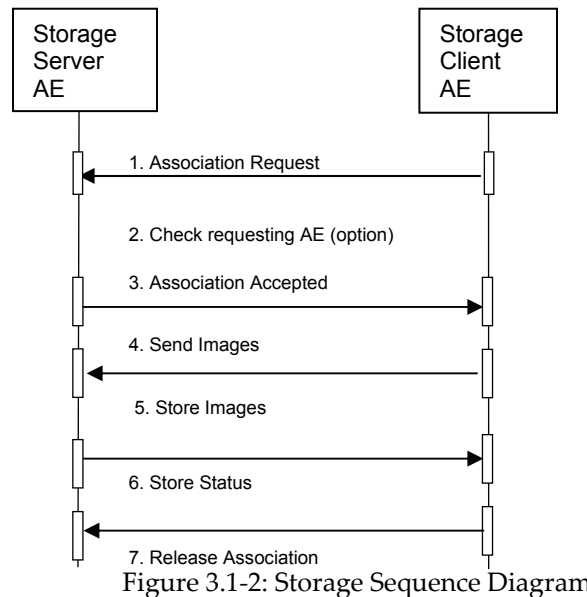 Storage
Server
AE
Storage
Client
AE
1. Association Request
2. Check requesting AE (option)
3. Association Accepted
4. Send Images
5. Store Images
6. Store Status
7. Release Association
Figure 3.1-2: Storage Sequence Diagram